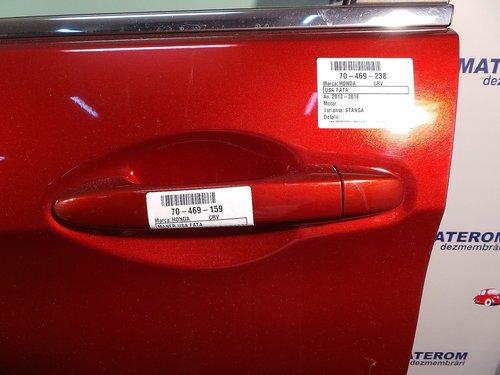 70-469-238
Marca: HONDA CRV
USA FATA
An: 2012-2016
Motor
Varianta: STANGA
Detalii:
70-469-159
Marca: HONDA CRV
MANER USA FATA
MATEROM
dezmembrări
ATEROM
dezmembrări
ATEROM
dezmembrări